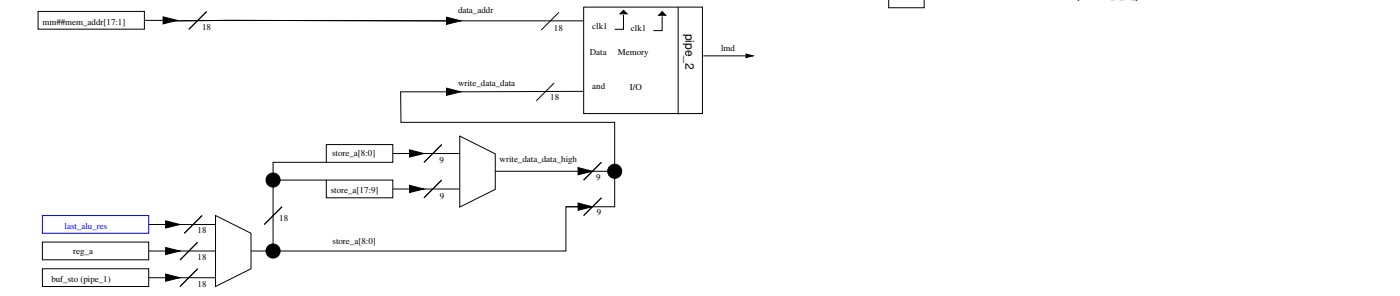 data_addr
mm##mem_addr[17:1]
18
18
clk1
clk1
Data Memory
and I/O
pipe_2
lmd
write_data_data
18
store_a[8:0]
9
write_data_data_high
9
store_a[17:9]
9
9
18
last_alu_res
18
reg_a
18
store_a[8:0]
buf_sto (pipe_1)
18